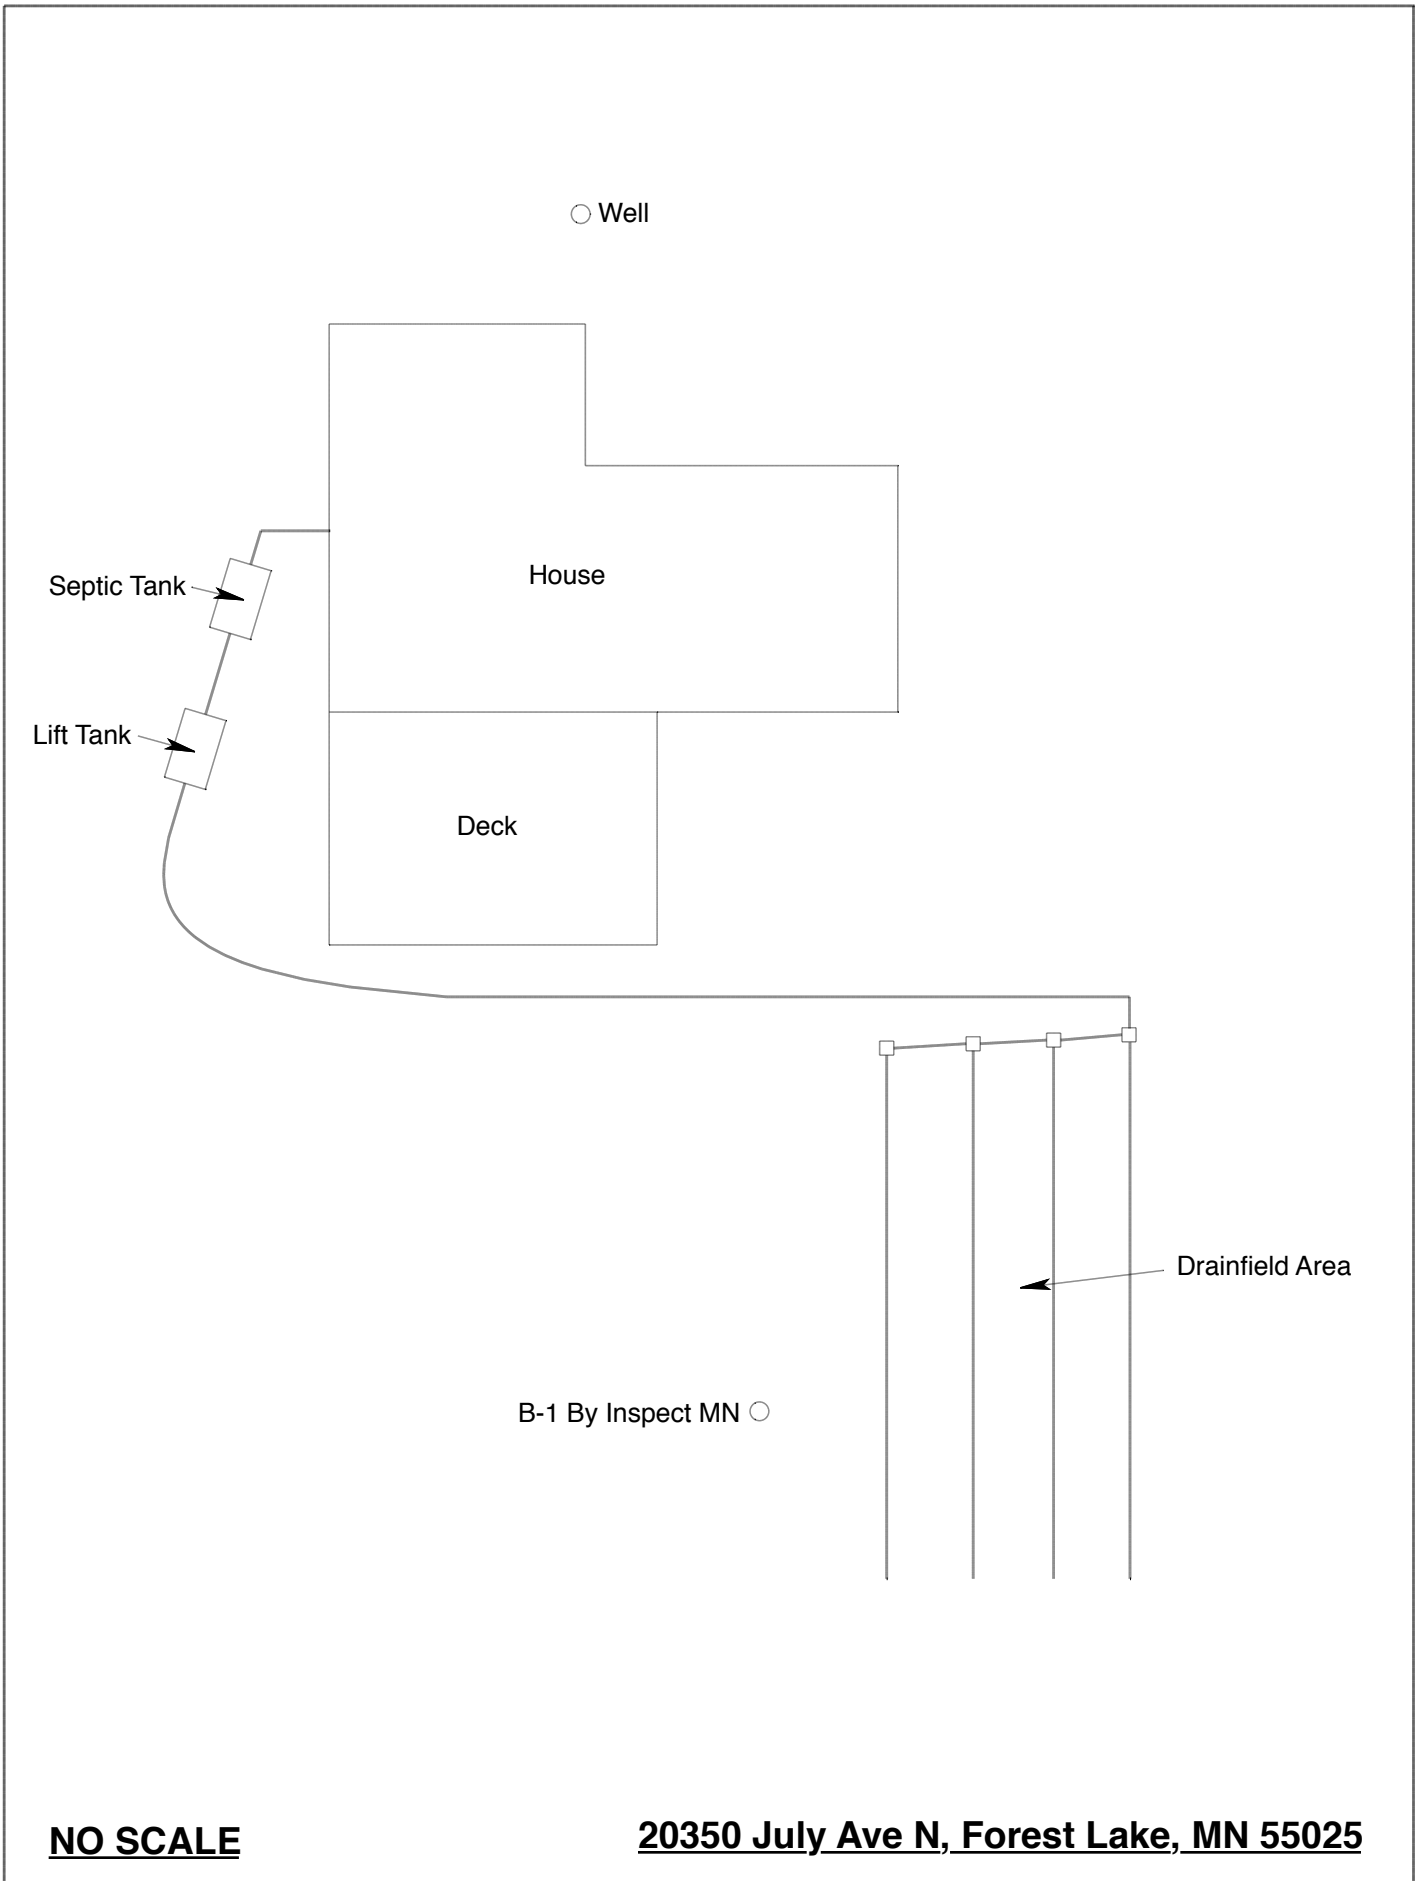 Well
House
Septic Tank
Lift Tank
Deck
Drainfield Area
B-1 By Inspect MN
NO SCALE
20350 July Ave N, Forest Lake, MN 55025